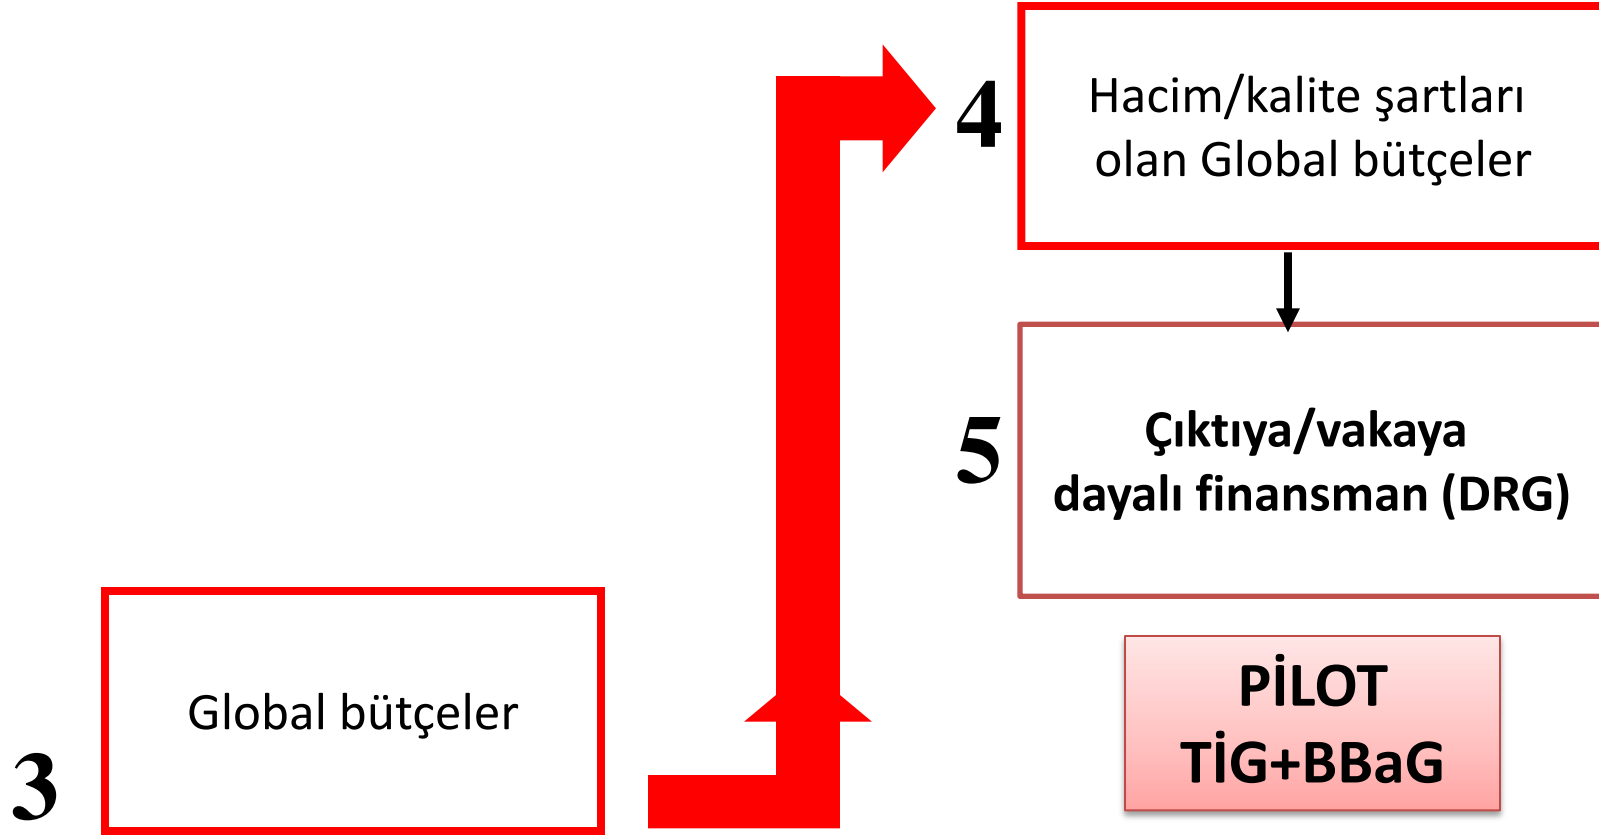 4
Hacim/kalite şartları
olan Global bütçeler
5
Çıktıya/vakaya
dayalı finansman (DRG)
3
Global bütçeler
PİLOT
TİG+BBaG